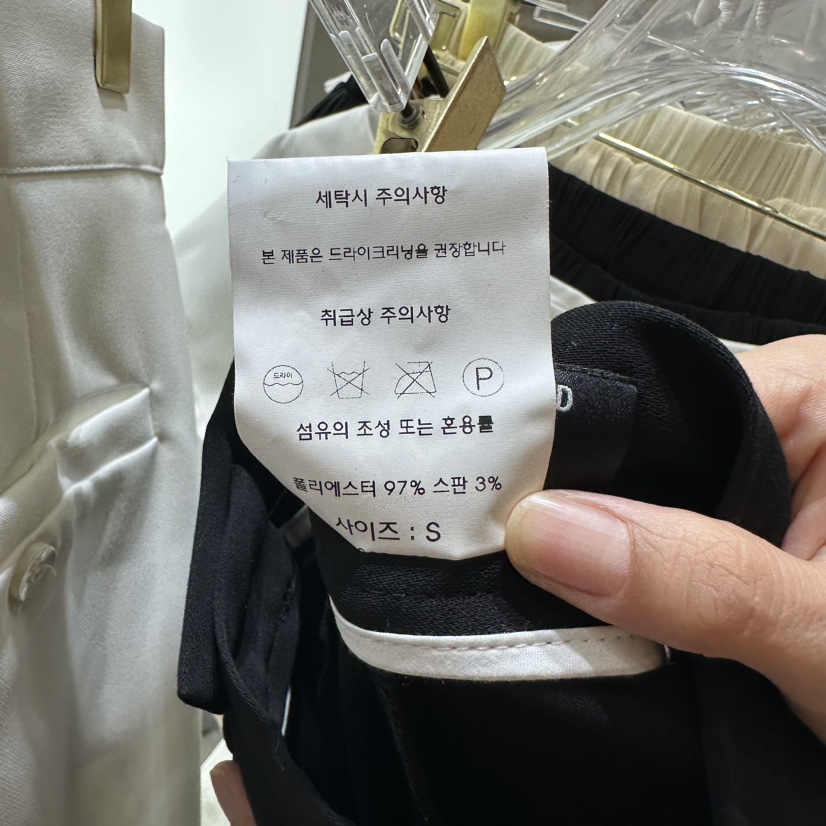 세탁시 주의사항
본 제품은 드라이크리닝을 권장합니다
취급상 주의사항
드라이
P
섬유의 조성 또는 혼용률
폴리에스터 97% 스판 3%
사이즈 : S
D